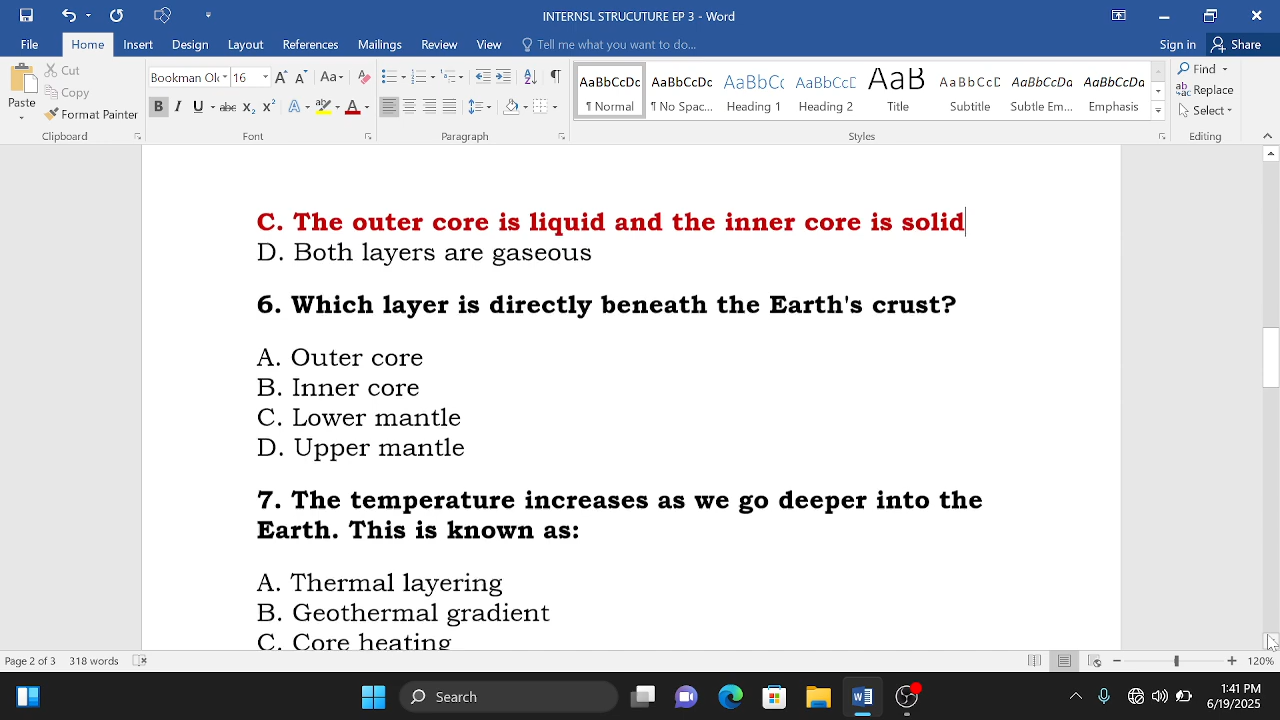 INTERNSL STRUCUTURE EP 3 - Word
File Home Insert Design Layout References Mailings Review View Tell me what you want to do... Sign in Share
Paste Cut Copy Format Painter
Bookman Ol 16
¶ Normal ¶ No Spac... Heading 1 Heading 2 Title Subtitle Subtle Em... Emphasis
AaBbCcDc AaBbCcDc AaBbCc AaBbCcD AaB AaBbCcD AaBbCcDc AaBbCcDc
Find Replace Select
Clipboard Font Paragraph Styles Editing
C. The outer core is liquid and the inner core is solid
D. Both layers are gaseous
6. Which layer is directly beneath the Earth's crust?
A. Outer core
B. Inner core
C. Lower mantle
D. Upper mantle
7. The temperature increases as we go deeper into the
Earth. This is known as:
A. Thermal layering
B. Geothermal gradient
C. Core heating
Page 2 of 3 318 words 120%
Search
1:41 PM
6/19/2025